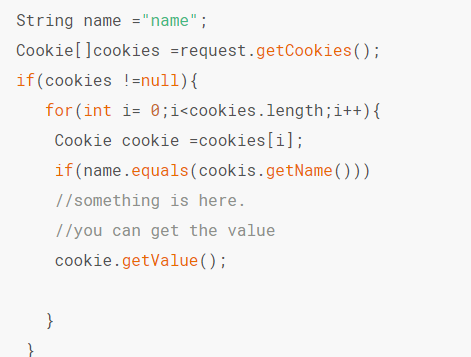 String name ="name";
Cookie[]cookies =request.getCookies();
if(cookies !=null){
for(int i= 0;i<cookies.length;i++){
Cookie cookie =cookies[i];
if(name.equals(cookis.getName()))
//something is here.
//you can get the value
cookie.getValue();
}
}